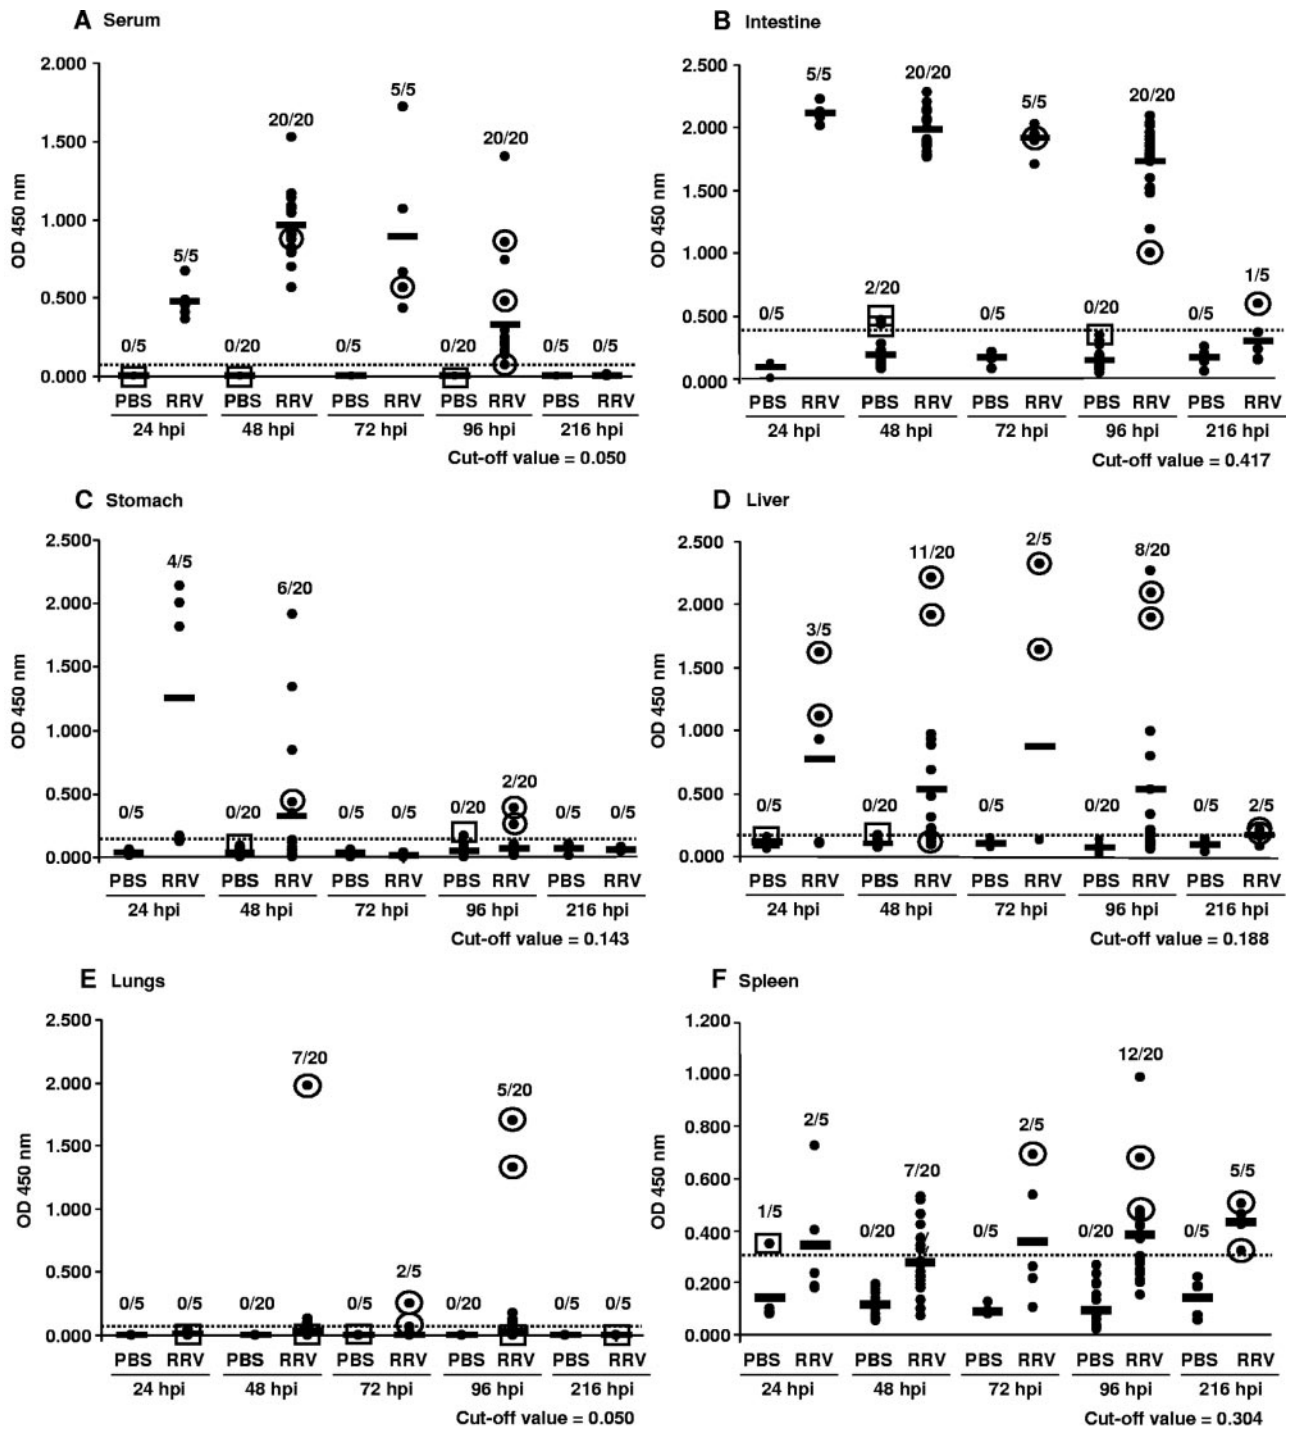 A Serum
2.000
1.500
1.000
0.500
0.000
OD 450 nm
0/5 5/5 0/20 20/20 0/5 5/5 0/20 20/20 0/5 0/5
PBS RRV PBS RRV PBS RRV PBS RRV PBS RRV
24 hpi 48 hpi 72 hpi 96 hpi 216 hpi
Cut-off value = 0.050
B Intestine
2.500
2.000
1.500
1.000
0.500
0.000
OD 450 nm
0/5 5/5 2/20 20/20 0/5 5/5 0/20 20/20 0/5 1/5
PBS RRV PBS RRV PBS RRV PBS RRV PBS RRV
24 hpi 48 hpi 72 hpi 96 hpi 216 hpi
Cut-off value = 0.417
C Stomach
2.500
2.000
1.500
1.000
0.500
0.000
OD 450 nm
0/5 4/5 0/20 6/20 0/5 0/5 0/20 2/20 0/5 0/5
PBS RRV PBS RRV PBS RRV PBS RRV PBS RRV
24 hpi 48 hpi 72 hpi 96 hpi 216 hpi
Cut-off value = 0.143
D Liver
2.500
2.000
1.500
1.000
0.500
0.000
OD 450 nm
0/5 3/5 0/20 11/20 0/5 2/5 0/20 8/20 0/5 2/5
PBS RRV PBS RRV PBS RRV PBS RRV PBS RRV
24 hpi 48 hpi 72 hpi 96 hpi 216 hpi
Cut-off value = 0.188
E Lungs
2.500
2.000
1.500
1.000
0.500
0.000
OD 450 nm
0/5 0/5 0/20 7/20 0/5 2/5 0/20 5/20 0/5 0/5
PBS RRV PBS RRV PBS RRV PBS RRV PBS RRV
24 hpi 48 hpi 72 hpi 96 hpi 216 hpi
Cut-off value = 0.050
F Spleen
1.200
1.000
0.800
0.600
0.400
0.200
0.000
OD 450 nm
1/5 2/5 0/20 7/20 0/5 2/5 0/20 12/20 0/5 5/5
PBS RRV PBS RRV PBS RRV PBS RRV PBS RRV
24 hpi 48 hpi 72 hpi 96 hpi 216 hpi
Cut-off value = 0.304